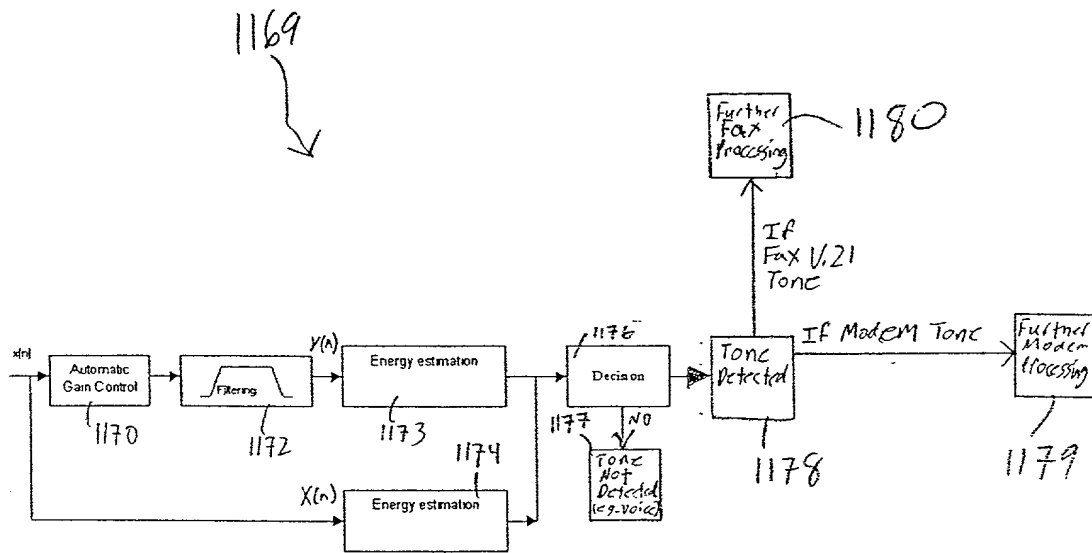 1169
Further
Fax
Processing
1180
If
Fax V.21
Tone
x(n)
Automatic
Gain Control
1170
Filtering
1172
Y(n)
Energy estimation
1173
1174
X(n)
Energy estimation
1176
Decison
NO
1177
Tone
Not
Detected
(eg-voice)
Tone
Detected
1178
If Modem Tone
Further
Modem
Processing
1179